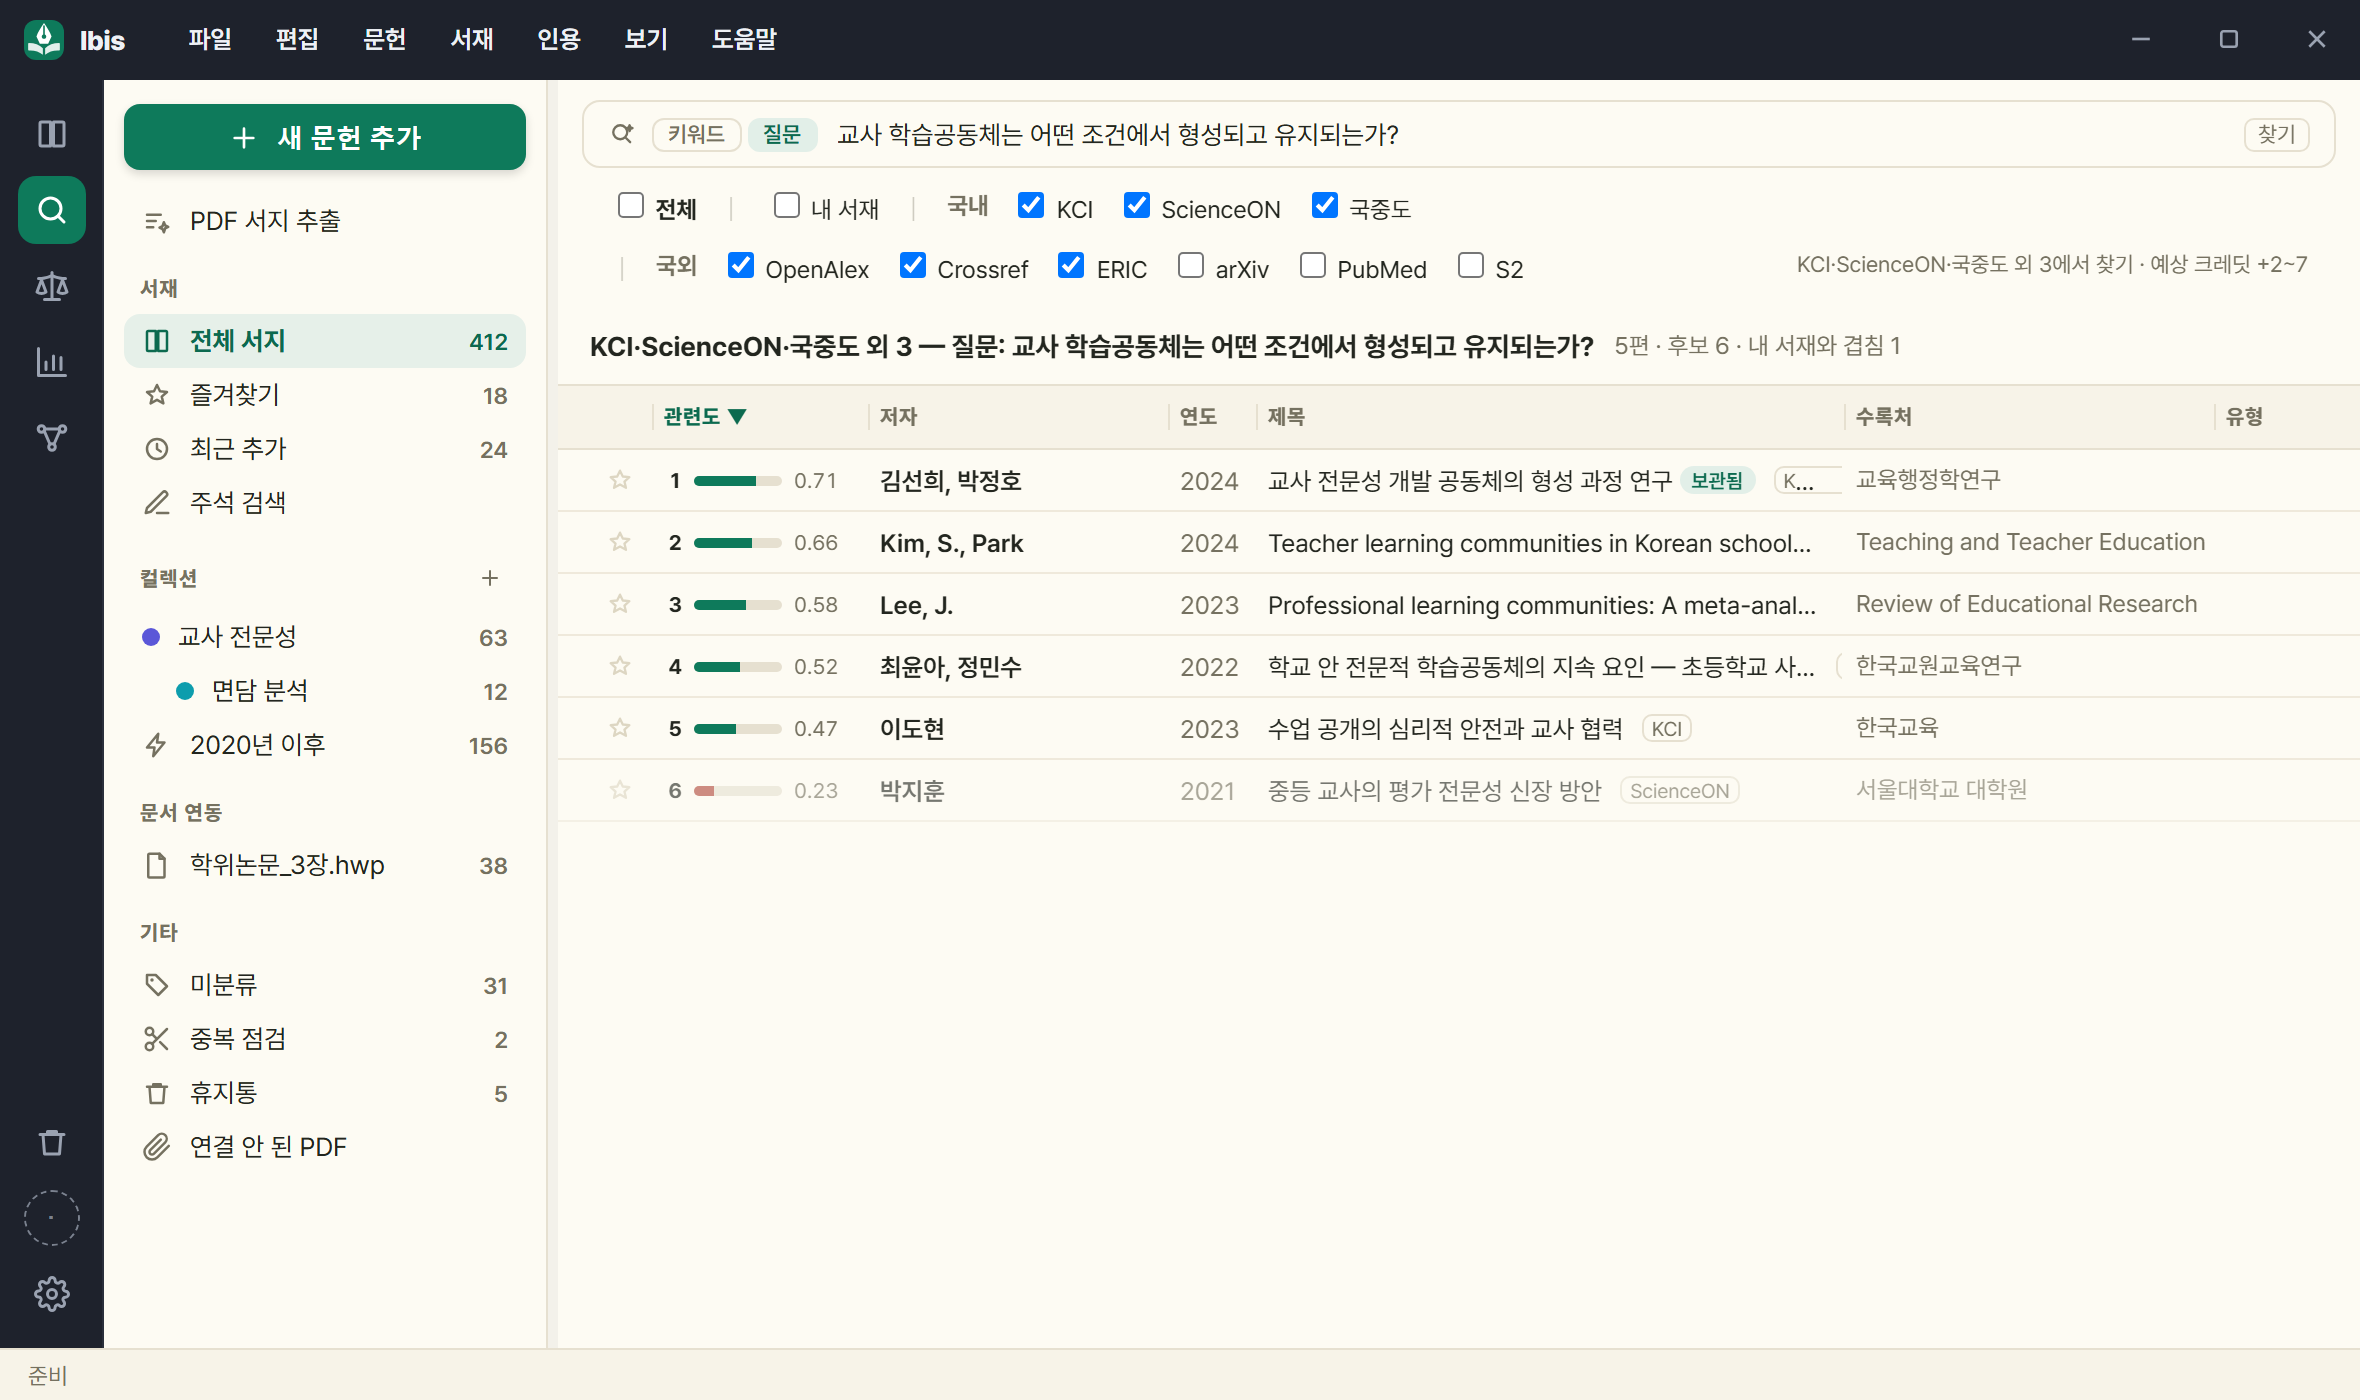 Ibis 파일 편집 문헌 서재 인용 보기 도움말
+ 새 문헌 추가
PDF 서지 추출
서재
전체 서지 412
즐겨찾기 18
최근 추가 24
주석 검색
컬렉션 +
교사 전문성 63
면담 분석 12
2020년 이후 156
문서 연동
학위논문_3장.hwp 38
기타
미분류 31
중복 점검 2
휴지통 5
연결 안 된 PDF
키워드 질문 교사 학습공동체는 어떤 조건에서 형성되고 유지되는가? 찾기
전체 | 내 서재 | 국내 KCI ScienceON 국중도
| 국외 OpenAlex Crossref ERIC arXiv PubMed S2 KCI·ScienceON·국중도 외 3에서 찾기 · 예상 크레딧 +2~7
KCI·ScienceON·국중도 외 3 — 질문: 교사 학습공동체는 어떤 조건에서 형성되고 유지되는가? 5편 · 후보 6 · 내 서재와 겹침 1
관련도 ▼ 저자 연도 제목 수록처 유형
1 0.71 김선희, 박정호 2024 교사 전문성 개발 공동체의 형성 과정 연구 보관됨 K... 교육행정학연구
2 0.66 Kim, S., Park 2024 Teacher learning communities in Korean school... Teaching and Teacher Education
3 0.58 Lee, J. 2023 Professional learning communities: A meta-anal... Review of Educational Research
4 0.52 최윤아, 정민수 2022 학교 안 전문적 학습공동체의 지속 요인 — 초등학교 사... 한국교원교육연구
5 0.47 이도현 2023 수업 공개의 심리적 안전과 교사 협력 KCI 한국교육
6 0.23 박지훈 2021 중등 교사의 평가 전문성 신장 방안 ScienceON 서울대학교 대학원
준비